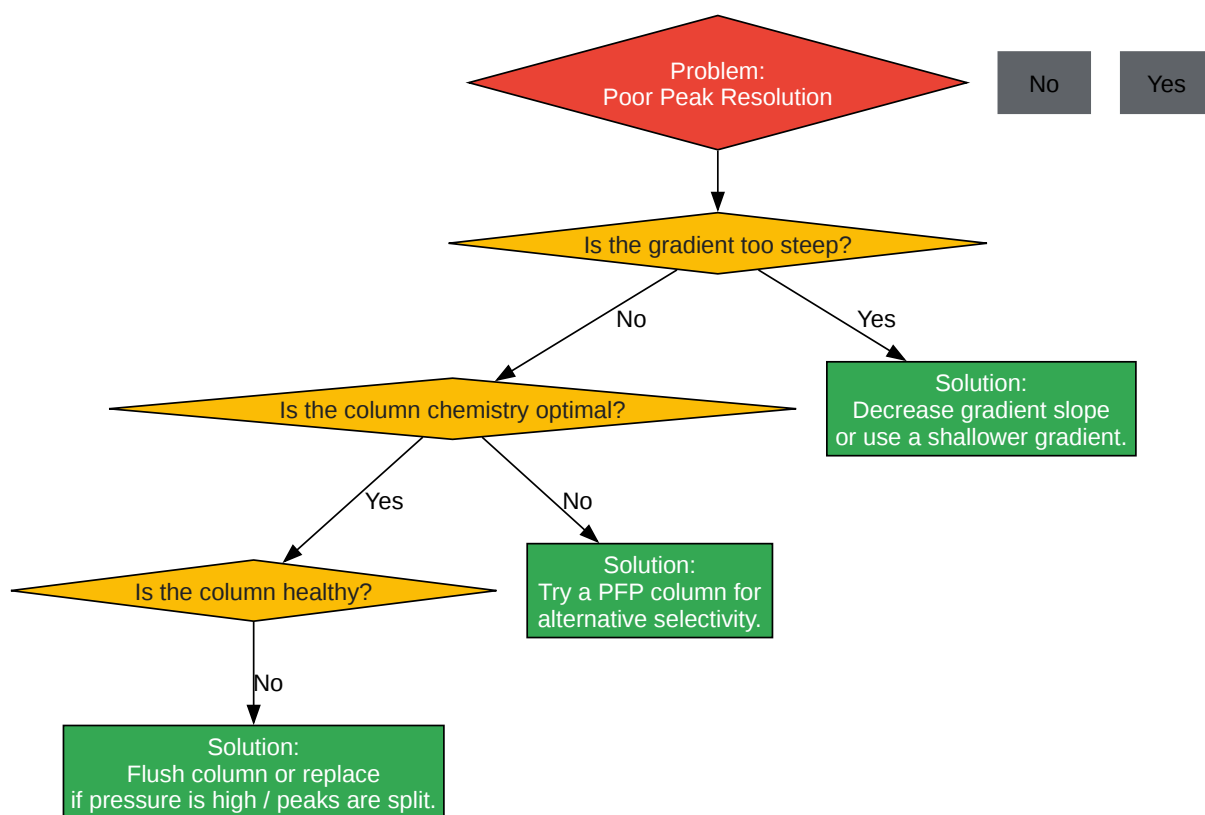 Problem:
Poor Peak Resolution
No
Yes
Is the gradient too steep?
No
Yes
Is the column chemistry optimal?
Solution:
Decrease gradient slope
or use a shallower gradient.
Yes
No
Is the column healthy?
Solution:
Try a PFP column for
alternative selectivity.
No
Solution:
Flush column or replace
if pressure is high / peaks are split.